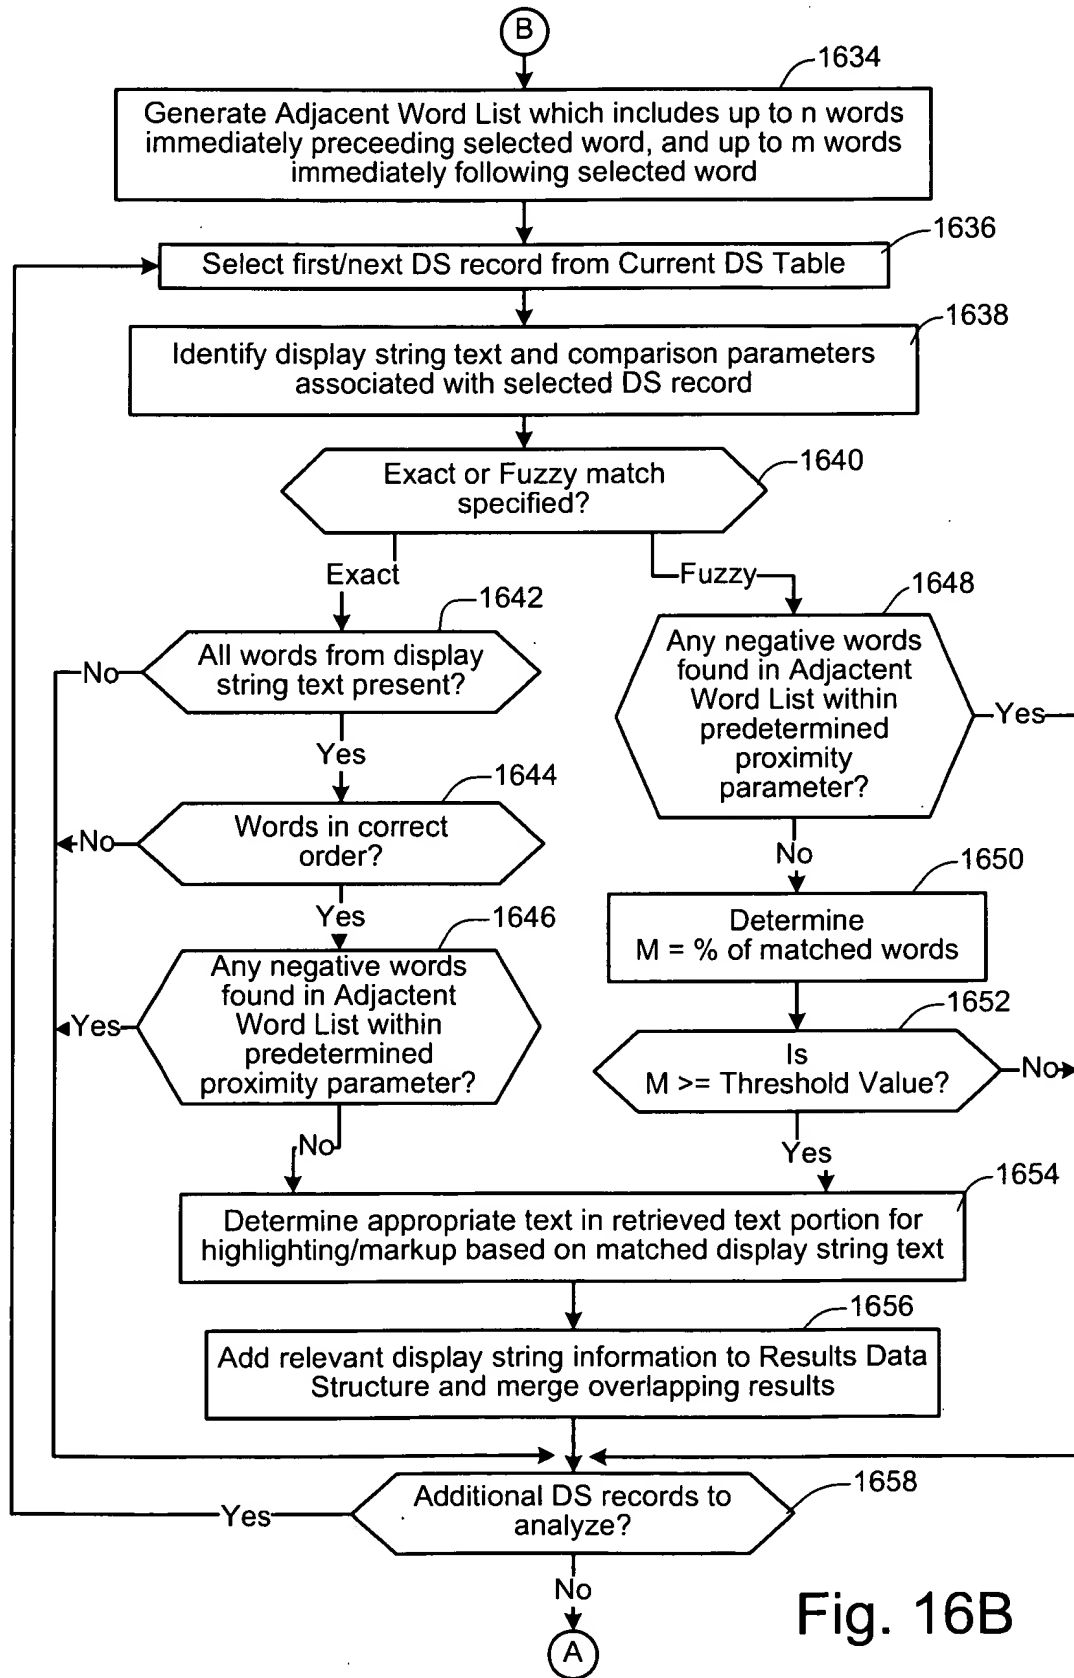 B
1634
Generate Adjacent Word List which includes up to n words
immediately preceeding selected word, and up to m words
immediately following selected word
1636
Select first/next DS record from Current DS Table
1638
Identify display string text and comparison parameters
associated with selected DS record
1640
Exact or Fuzzy match
specified?
Exact
Fuzzy
1642
All words from display
string text present?
No
Yes
1644
Words in correct
order?
No
Yes
1646
Any negative words
found in Adjactent
Word List within
predetermined
proximity parameter?
Yes
No
1648
Any negative words
found in Adjactent
Word List within
predetermined
proximity
parameter?
Yes
No
1650
Determine
M = % of matched words
1652
Is
M >= Threshold Value?
No
Yes
1654
Determine appropriate text in retrieved text portion for
highlighting/markup based on matched display string text
1656
Add relevant display string information to Results Data
Structure and merge overlapping results
1658
Additional DS records to
analyze?
Yes
No
A
Fig. 16B